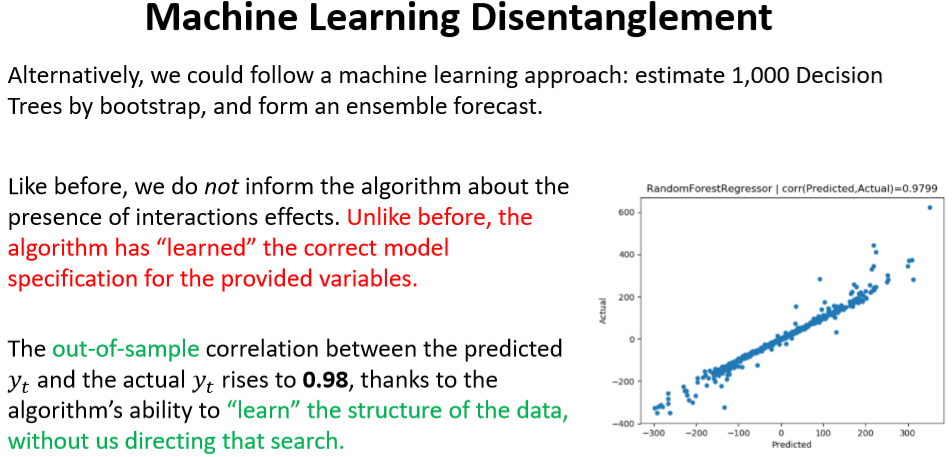 Machine Learning Disentanglement
Alternatively, we could follow a machine learning approach: estimate 1,000 Decision
Trees by bootstrap, and form an ensemble forecast.
Like before, we do not inform the algorithm about the
presence of interactions effects. Unlike before, the
algorithm has “learned” the correct model
specification for the provided variables.
The out-of-sample correlation between the predicted
yₜ and the actual yₜ rises to 0.98, thanks to the
algorithm’s ability to “learn” the structure of the data,
without us directing that search.
RandomForestRegressor | corr(Predicted,Actual)=0.9799
600
400
200
0
−200
−400
Actual
−300 −200 −100 0 100 200 300
Predicted